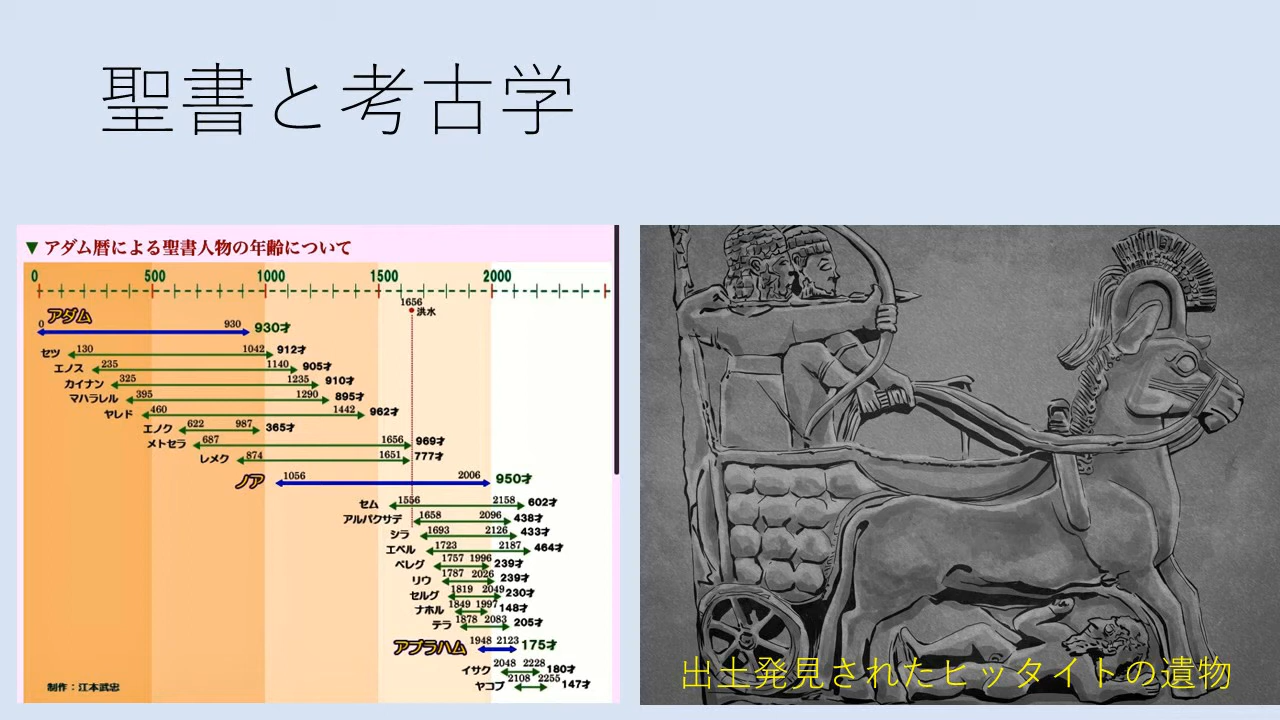 聖書と考古学
▼アダム暦による聖書人物の年齢について
0 500 1000 1500 2000
1656
洪水
アダム
0 930 930才
セツ 130 1042 912才
エノス 235 1140 905才
カイナン 325 1235 910才
マハラレル 395 1290 895才
ヤレド 460 1442 962才
エノク 622 987 365才
メトセラ 687 1656 969才
レメク 874 1651 777才
ノア 1056 2006 950才
セム 1556 2158 602才
アルパクサデ 1658 2096 438才
シラ 1693 2126 433才
エベル 1723 2187 464才
ペレグ 1757 1996 239才
リウ 1787 2026 239才
セルグ 1819 2049 230才
ナホル 1849 1997 148才
テラ 1878 2083 205才
アブラハム 1948 2123 175才
イサク 2048 2228 180才
ヤコブ 2108 2255 147才
制作：江本武忠
出土発見されたヒッタイトの遺物